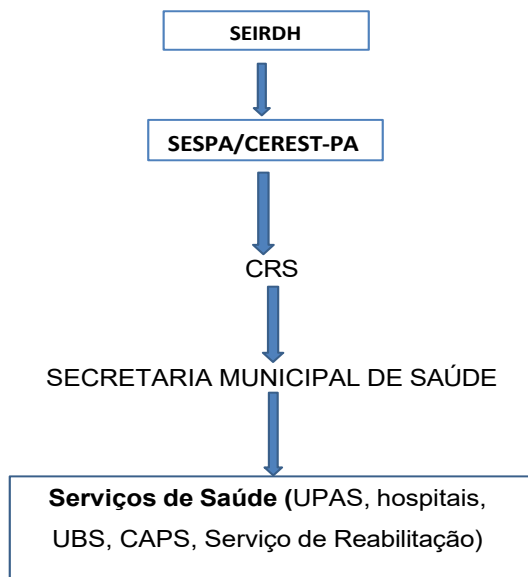 SEIRDH
SESPA/CEREST-PA
CRS
SECRETARIA MUNICIPAL DE SAÚDE
Serviços de Saúde (UPAS, hospitais,
UBS, CAPS, Serviço de Reabilitação)